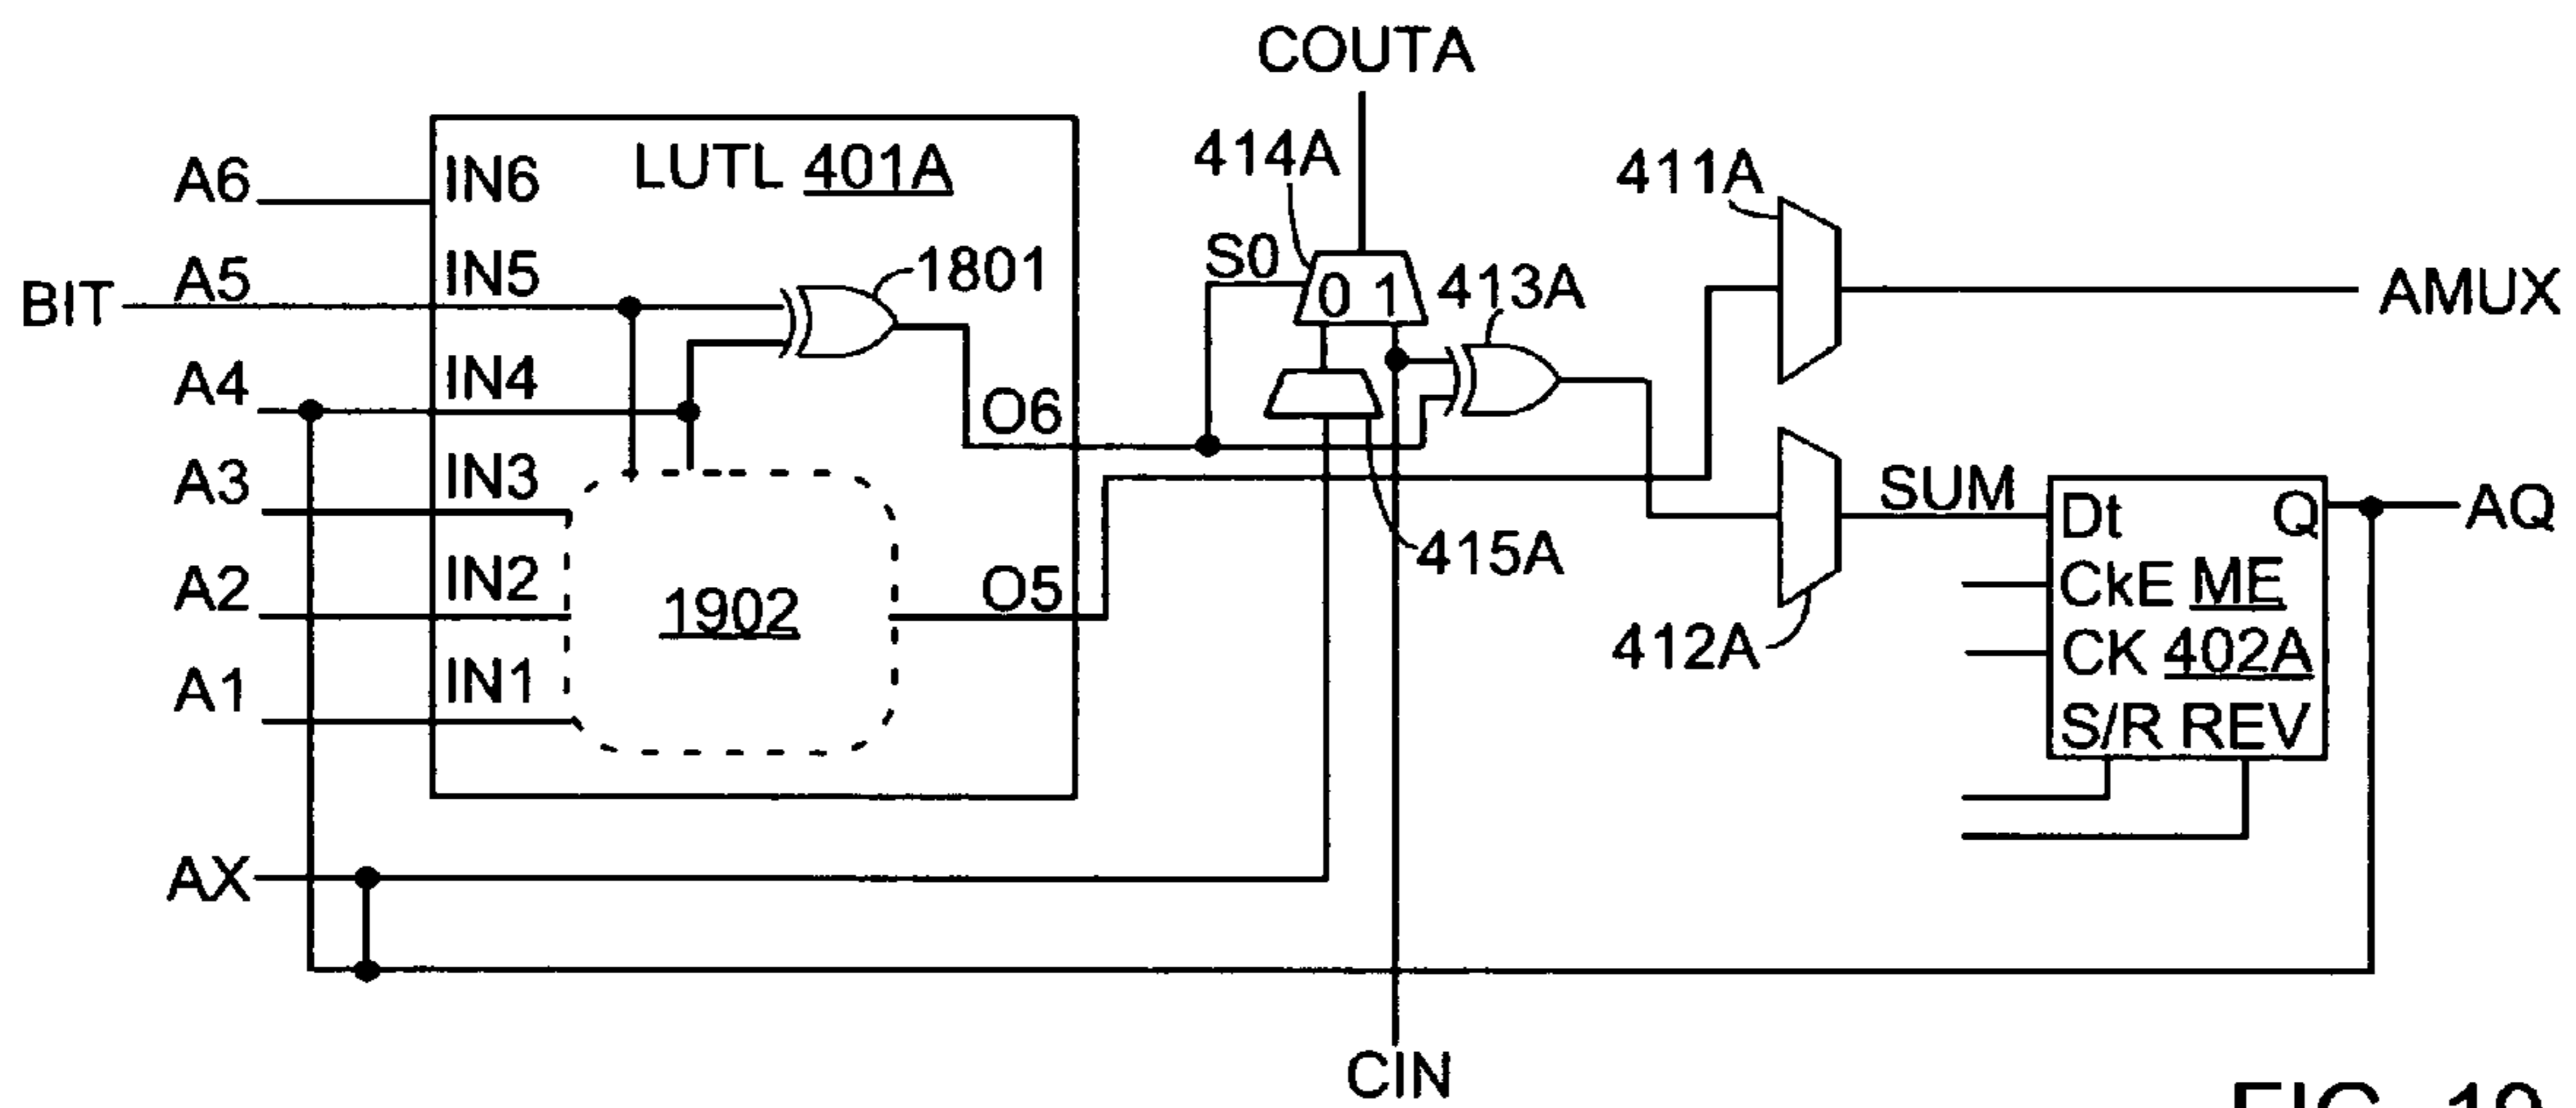 COUTA
414A
411A
A6
IN6
LUTL 401A
S0
0 1
413A
1801
BIT
A5
IN5
AMUX
A4
IN4
O6
A3
IN3
SUM
Dt
Q
AQ
415A
A2
IN2
1902
O5
CkE ME
412A
CK 402A
A1
IN1
S/R REV
AX
CIN
FIG. 19